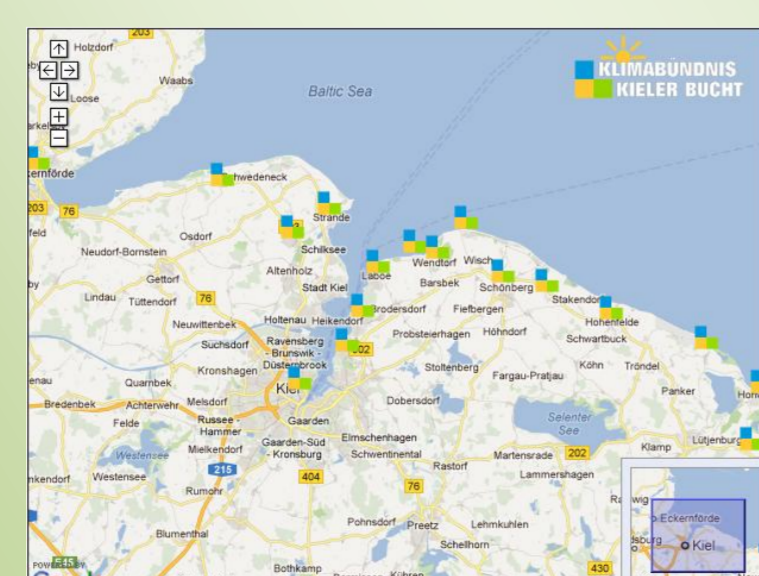 203
Holzdorf
Waabs
Loose
Baltic Sea
KLIMABÜNDNIS
KIELER BUCHT
hwedeneck
203
76
Strande
Osdorf
Schilksee
Neudorf-Bornstein
Altenholz
Gettorf
Stadt Kiel
Laboe
Wendtorf
Wisch
Barsbek
Schönberg
Stakendorf
Lindau
Tüttendorf
76
Holtenau
Heikendorf
Brodersdorf
Fiefbergen
Hohenfelde
Neuwittenbek
Probsteierhagen
Höhndorf
Schwartbuck
Suchsdorf
Ravensberg
- Brunswik -
Düsternbrook
202
Kronshagen
Stoltenberg
Fargau-Pratjau
Köhn
Tröndel
Quarnbek
Kiel
Panker
Bredenbek
Achterwehr
Melsdorf
Dobersdorf
Felde
Russee -
Hammer
Gaarden
Selenter
See
Westensee
Mielkendorf
Gaarden-Süd
- Kronsburg
Elmschenhagen
Schwentinental
Martensrade
202
Klamp
Lütjenburg
Westensee
215
404
Rastorf
Lammershagen
Rumohr
76
Blumenthal
Pohnsdorf
Preetz
Lehmkuhlen
Schellhorn
Eckernförde
Kiel
POWERED BY
Bothkamp
430